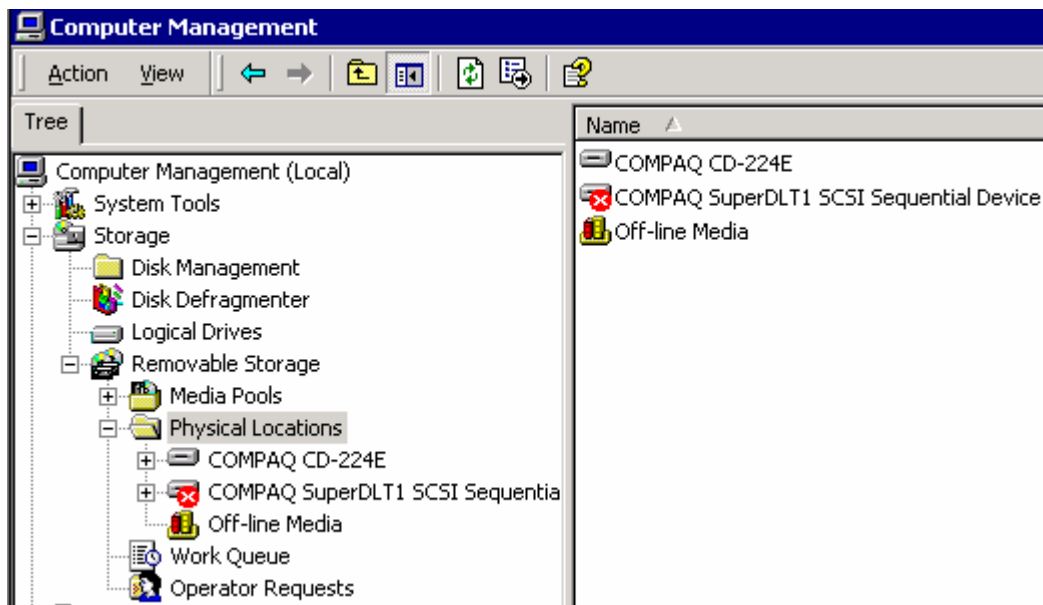 Computer Management
Action View
Tree
Name
Computer Management (Local)
System Tools
Storage
Disk Management
Disk Defragmenter
Logical Drives
Removable Storage
Media Pools
Physical Locations
COMPAQ CD-224E
COMPAQ SuperDLT1 SCSI Sequentia
Off-line Media
Work Queue
Operator Requests
COMPAQ CD-224E
COMPAQ SuperDLT1 SCSI Sequential Device
Off-line Media